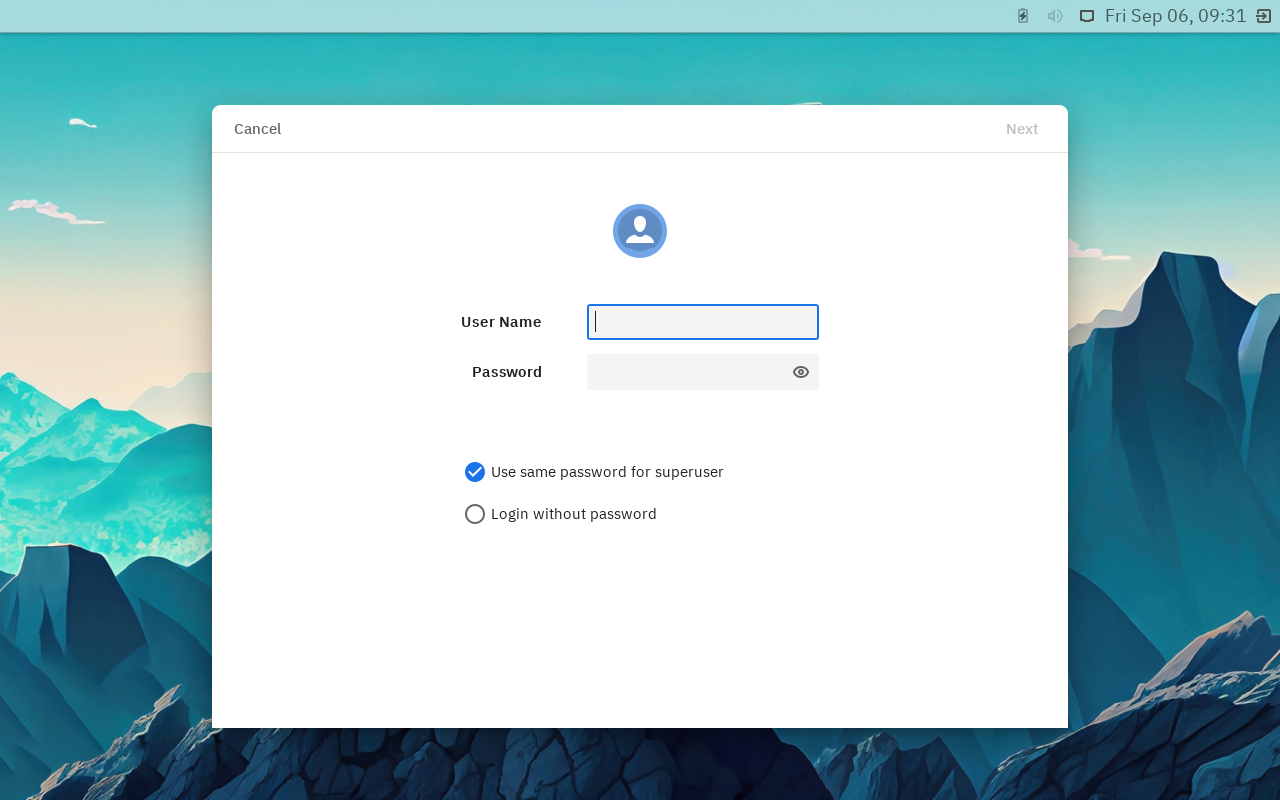 Fri Sep 06, 09:31
Cancel
Next
User Name
Password
Use same password for superuser
Login without password